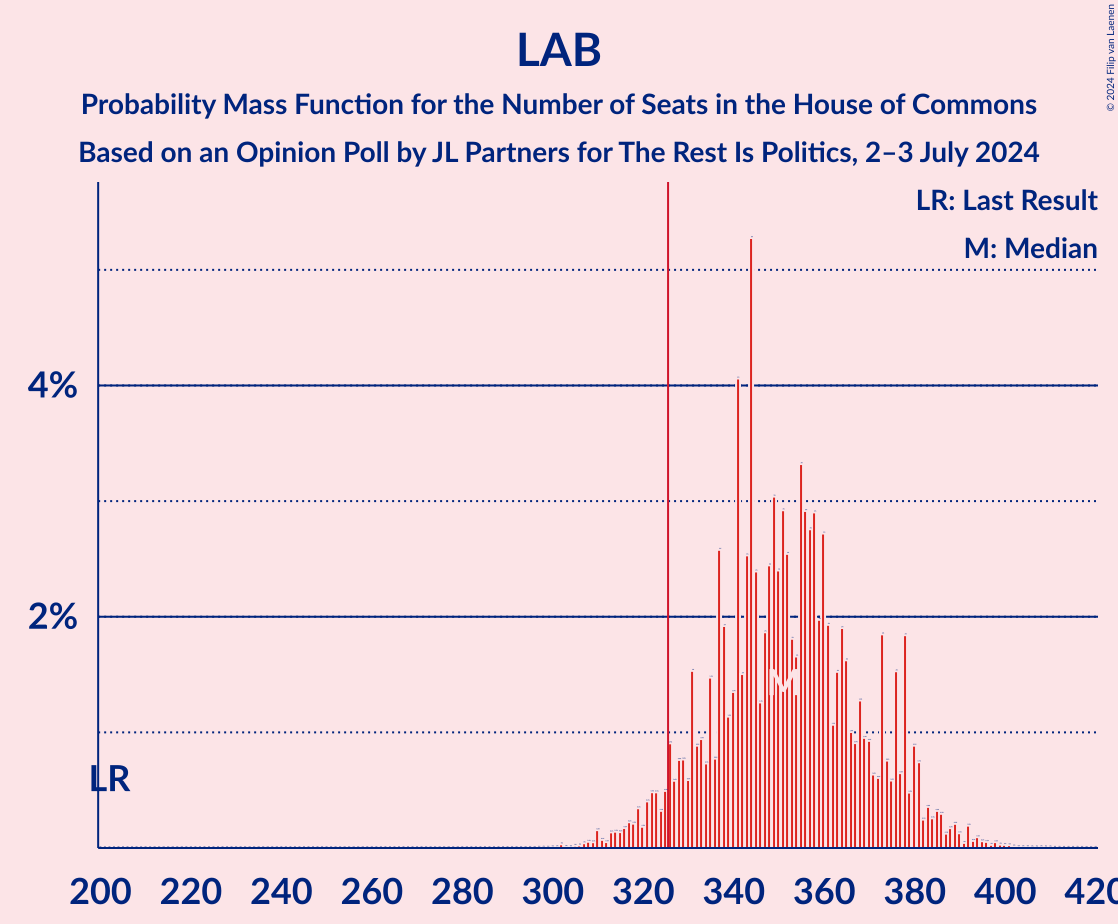 LAB
Probability Mass Function for the Number of Seats in the House of Commons
Based on an Opinion Poll by JL Partners for The Rest Is Politics, 2–3 July 2024
© 2024 Filip van Laenen
LR: Last Result
M: Median
4%
2%
M
LR
200 220 240 260 280 300 320 340 360 380 400 420